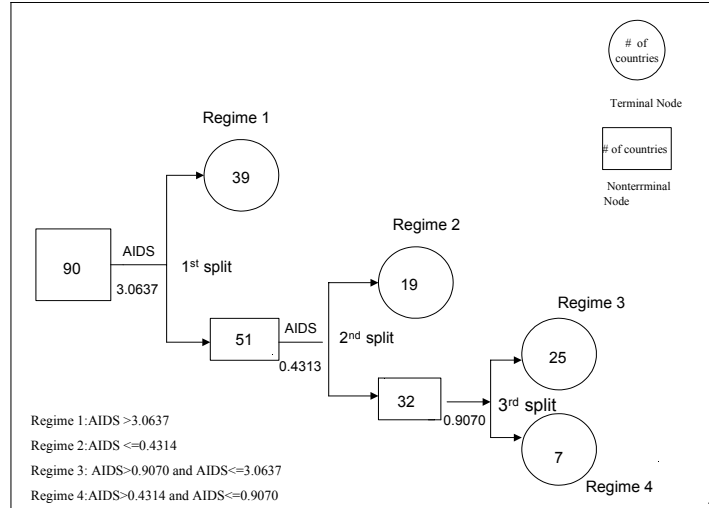 # of
countries
Terminal Node
Regime 1
# of countries
39
Nonterrminal
Node
Regime 2
AIDS
90
1st split
3.0637
19
Regime 3
AIDS
51
2nd split
0.4313
25
32
0.9070
3rd split
Regime 1:AIDS >3.0637
Regime 2:AIDS <=0.4314
7
Regime 3: AIDS>0.9070 and AIDS<=3.0637
Regime 4
Regime 4:AIDS>0.4314 and AIDS<=0.9070